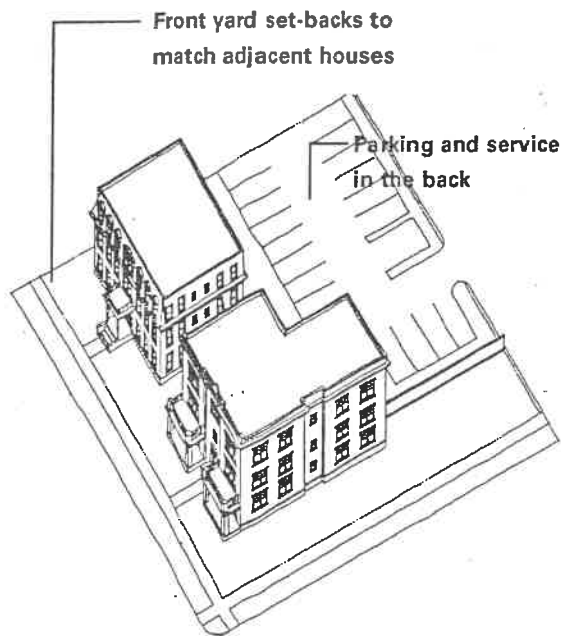 Front yard set-backs to
match adjacent houses
Parking and service
in the back